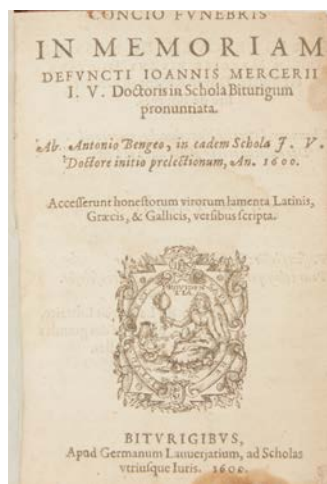 CONCIO FVNEBRIS
IN MEMORIAM
DEFVNCTI IOANNIS MERCERII
I. V. Doctoris in Schola Biturigum
pronuntiata.
Ab Antonio Bengeo, in eadem Schola J. V.
Doctore initio prelectionum, An. 1600.
Accesserunt honestorum virorum lamenta Latinis,
Græcis, & Gallicis, versibus scripta.
BITVRIGIBVS,
Apud Germanum Lauuerjatium, ad Scholas
vtriusque Iuris. 1600.